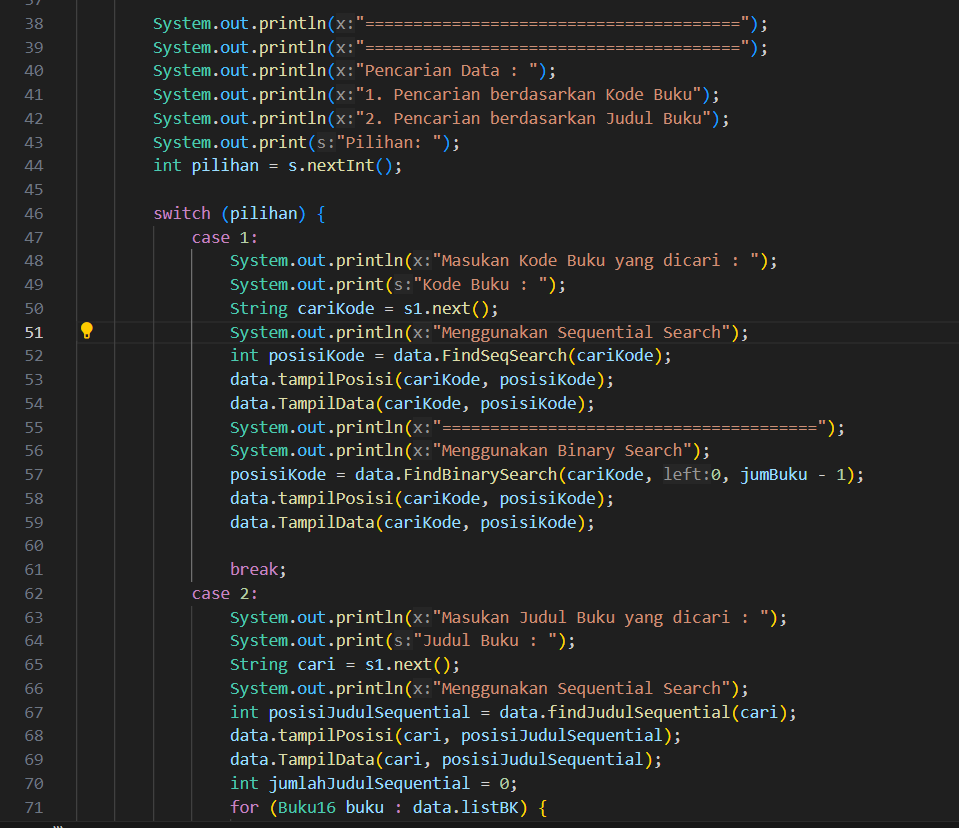 38 System.out.println(x:"=======================================");
39 System.out.println(x:"=======================================");
40 System.out.println(x:"Pencarian Data : ");
41 System.out.println(x:"1. Pencarian berdasarkan Kode Buku");
42 System.out.println(x:"2. Pencarian berdasarkan Judul Buku");
43 System.out.print(s:"Pilihan: ");
44 int pilihan = s.nextInt();
45
46 switch (pilihan) {
47 case 1:
48 System.out.println(x:"Masukan Kode Buku yang dicari : ");
49 System.out.print(s:"Kode Buku : ");
50 String cariKode = s1.next();
51 System.out.println(x:"Menggunakan Sequential Search");
52 int posisiKode = data.FindSeqSearch(cariKode);
53 data.tampilPosisi(cariKode, posisiKode);
54 data.TampilData(cariKode, posisiKode);
55 System.out.println(x:"=======================================");
56 System.out.println(x:"Menggunakan Binary Search");
57 posisiKode = data.FindBinarySearch(cariKode, left:0, jumBuku - 1);
58 data.tampilPosisi(cariKode, posisiKode);
59 data.TampilData(cariKode, posisiKode);
60
61 break;
62 case 2:
63 System.out.println(x:"Masukan Judul Buku yang dicari : ");
64 System.out.print(s:"Judul Buku : ");
65 String cari = s1.next();
66 System.out.println(x:"Menggunakan Sequential Search");
67 int posisiJudulSequential = data.findJudulSequential(cari);
68 data.tampilPosisi(cari, posisiJudulSequential);
69 data.TampilData(cari, posisiJudulSequential);
70 int jumlahJudulSequential = 0;
71 for (Buku16 buku : data.listBK) {